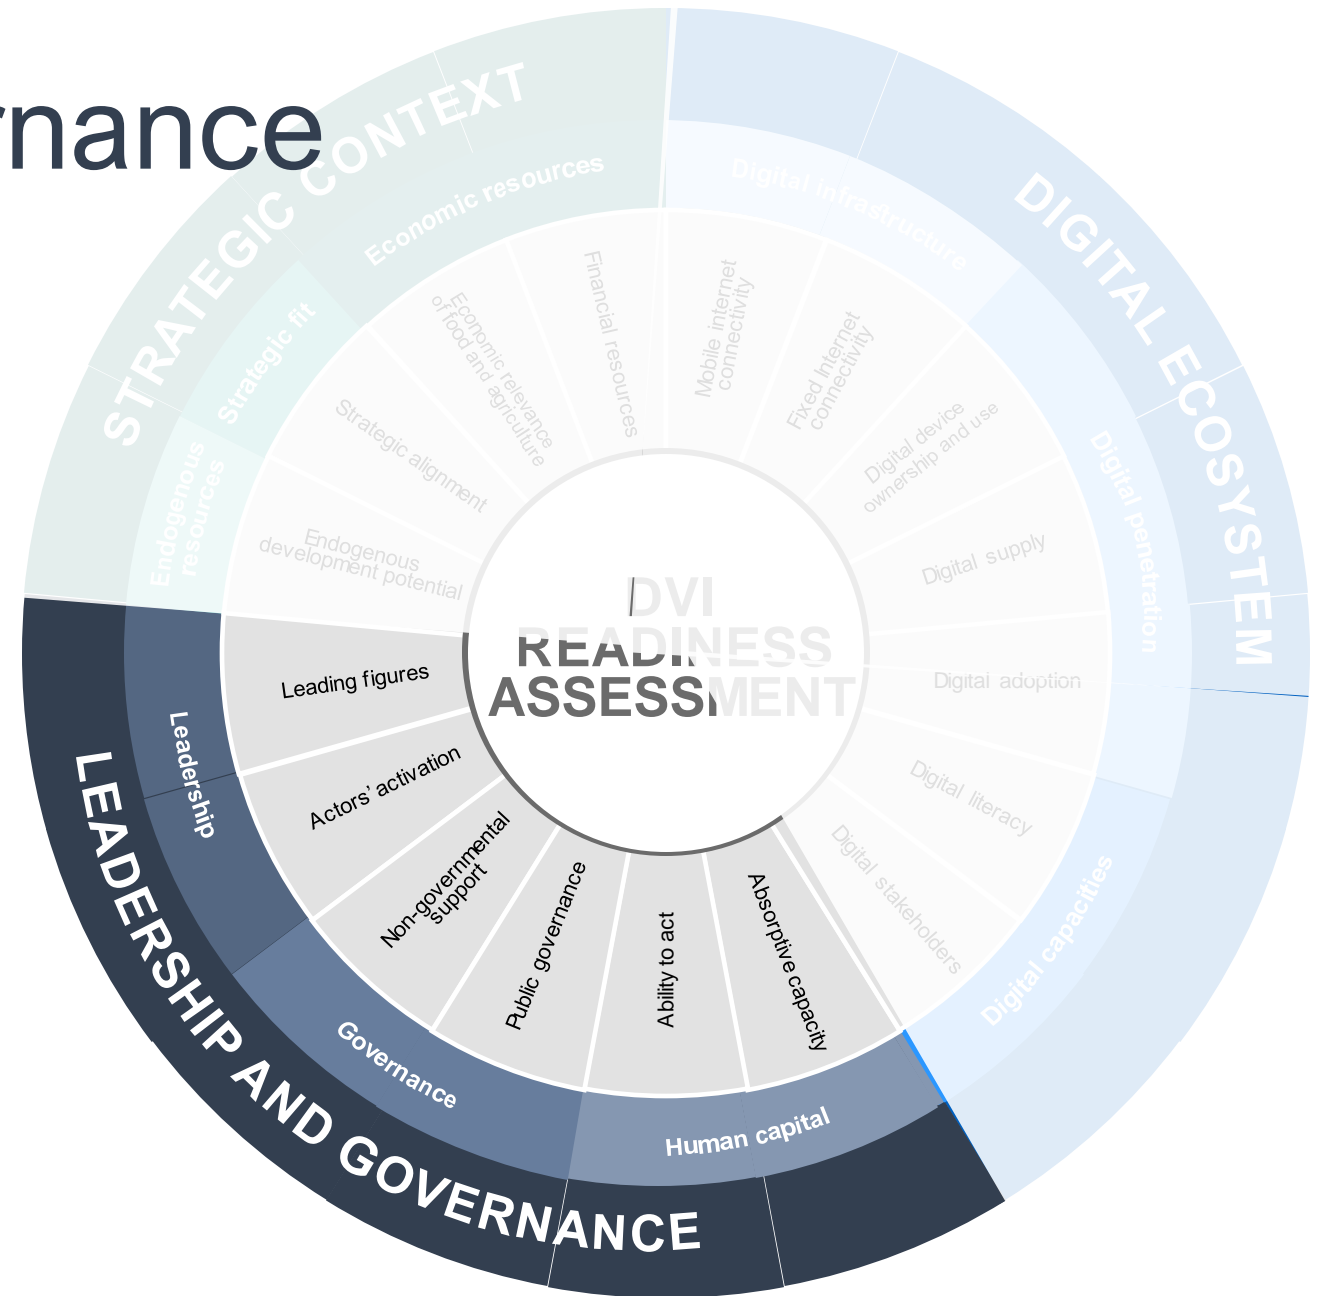 rnance
STRATEGIC CONTEXT
DIGITAL ECOSYSTEM
LEADERSHIP AND GOVERNANCE
Economic resources
Strategic fit
Endogenous
resources
Digital infrastructure
Digital penetration
Digital capacities
Leadership
Governance
Human capital
Financial resources
Economic relevance
of food and agriculture
Strategic alignment
Endogenous
development potential
Mobile internet
connectivity
Fixed Internet
connectivity
Digital device
ownership and use
Digital supply
Digital adoption
Digital literacy
Digital stakeholders
Leading figures
Actors’ activation
Non-governmental
support
Public governance
Ability to act
Absorptive capacity
DVI
READINESS
ASSESSMENT